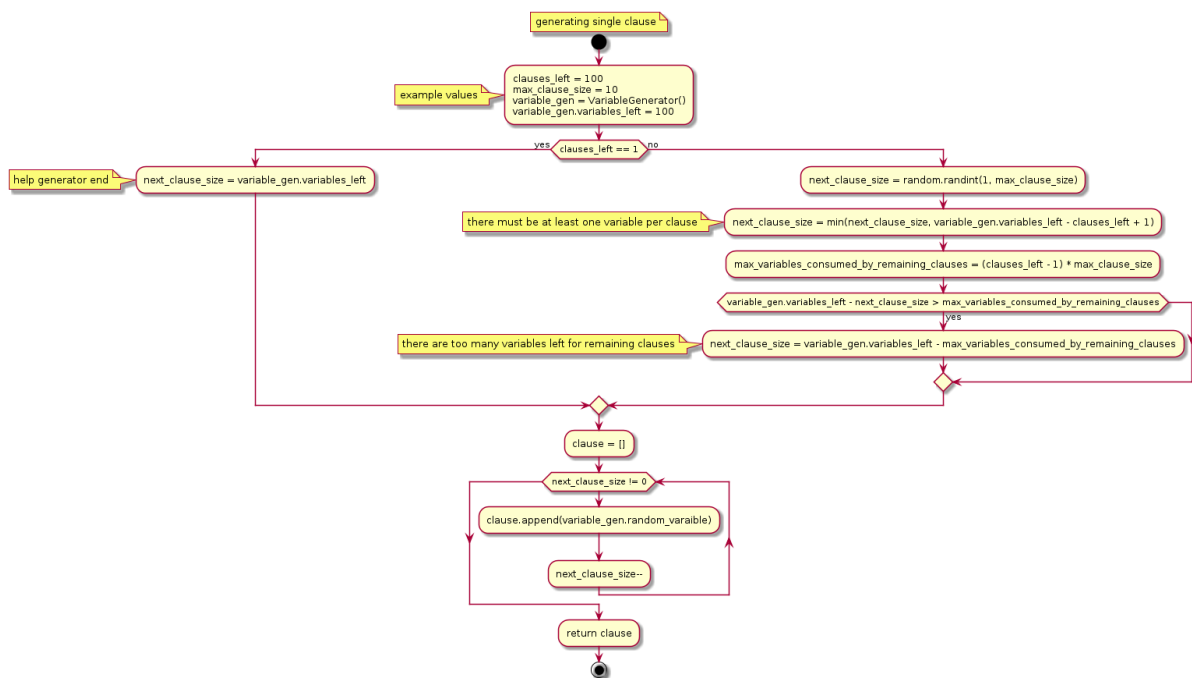 generating single clause
example values
clauses_left = 100
max_clause_size = 10
variable_gen = VariableGenerator()
variable_gen.variables_left = 100
yes
clauses_left == 1
no
help generator end
next_clause_size = variable_gen.variables_left
next_clause_size = random.randint(1, max_clause_size)
there must be at least one variable per clause
next_clause_size = min(next_clause_size, variable_gen.variables_left - clauses_left + 1)
max_variables_consumed_by_remaining_clauses = (clauses_left - 1) * max_clause_size
variable_gen.variables_left - next_clause_size > max_variables_consumed_by_remaining_clauses
yes
there are too many variables left for remaining clauses
next_clause_size = variable_gen.variables_left - max_variables_consumed_by_remaining_clauses
clause = []
next_clause_size != 0
clause.append(variable_gen.random_varaible)
next_clause_size--
return clause